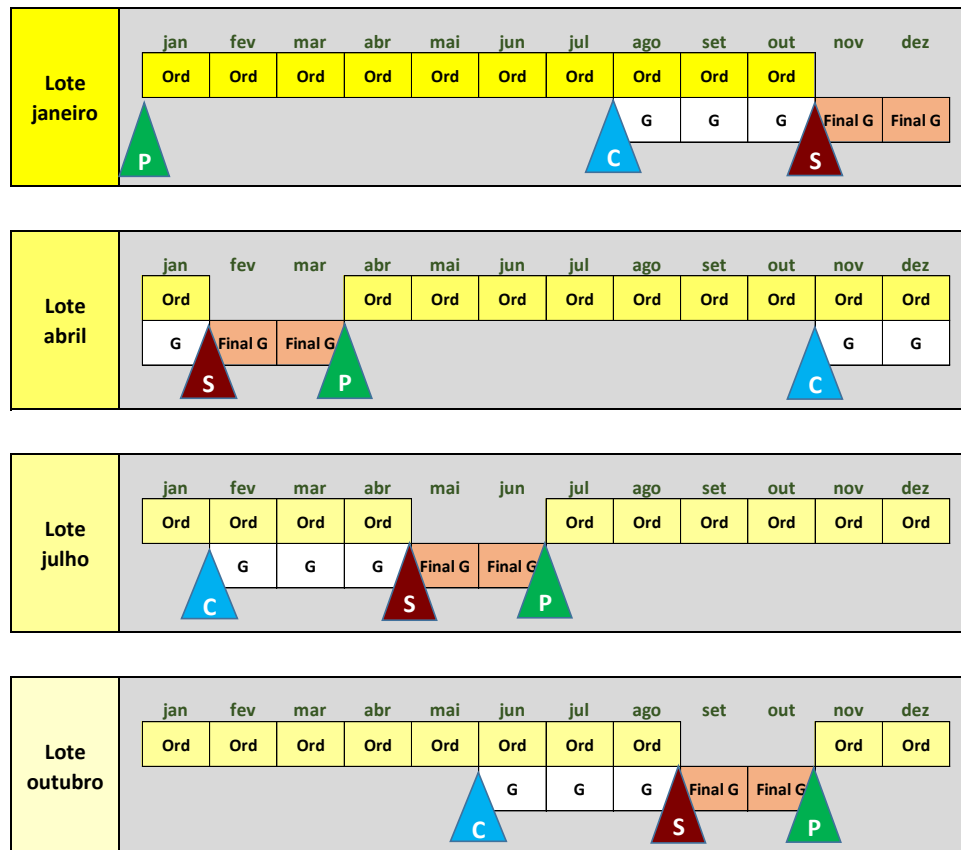 jan fev mar abr mai jun jul ago set out nov dez
Ord Ord Ord Ord Ord Ord Ord Ord Ord Ord
Lote
janeiro
G G G Final G Final G
P C S
jan fev mar abr mai jun jul ago set out nov dez
Ord Ord Ord Ord Ord Ord Ord Ord Ord Ord
Lote
abril
G Final G Final G G G
S P C
jan fev mar abr mai jun jul ago set out nov dez
Ord Ord Ord Ord Ord Ord Ord Ord Ord Ord
Lote
julho
G G G Final G Final G
C S P
jan fev mar abr mai jun jul ago set out nov dez
Ord Ord Ord Ord Ord Ord Ord Ord Ord Ord
Lote
outubro
G G G Final G Final G
C S P